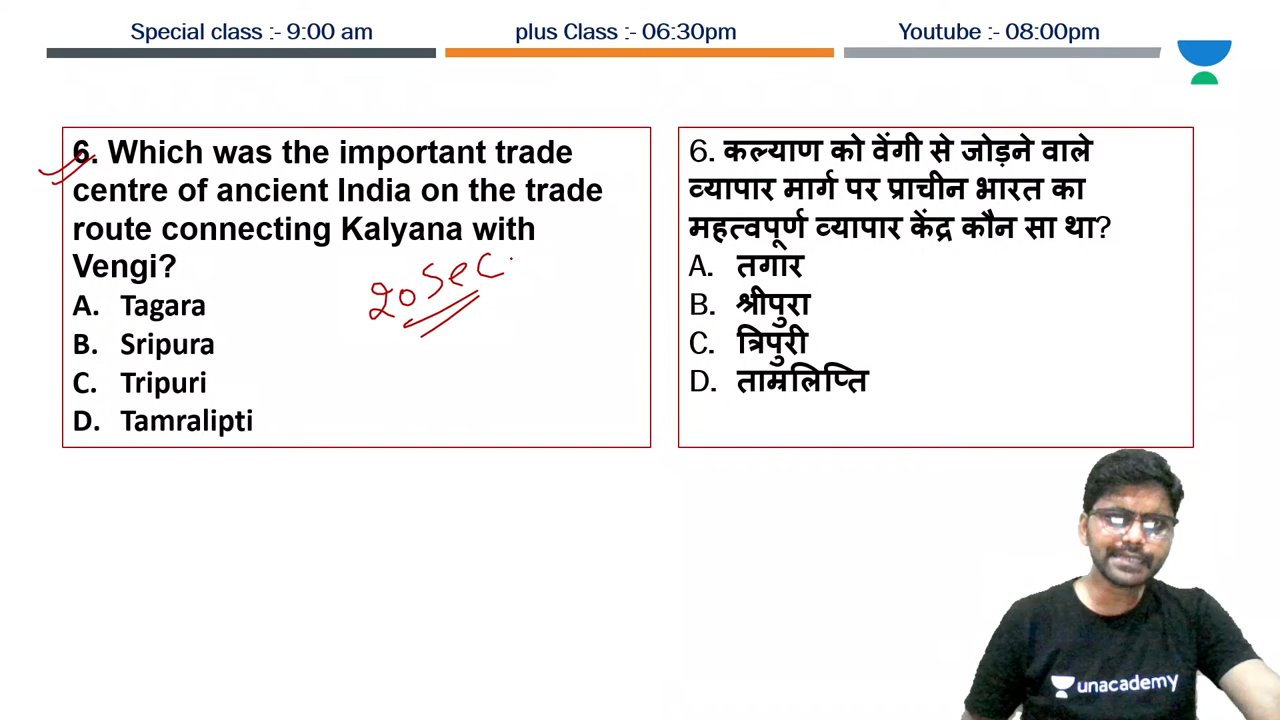 Special class :- 9:00 am
plus Class :- 06:30pm
Youtube :- 08:00pm
6. Which was the important trade
centre of ancient India on the trade
route connecting Kalyana with
Vengi?
A. Tagara
B. Sripura
C. Tripuri
D. Tamralipti
20 Sec.
6. कल्याण को वेंगी से जोड़ने वाले
व्यापार मार्ग पर प्राचीन भारत का
महत्वपूर्ण व्यापार केंद्र कौन सा था?
A. तगार
B. श्रीपुरा
C. त्रिपुरी
D. ताम्रलिप्ति
unacademy